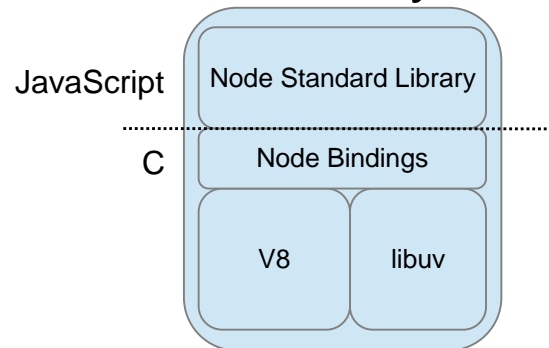 JavaScript
Node Standard Library
C
Node Bindings
V8
libuv